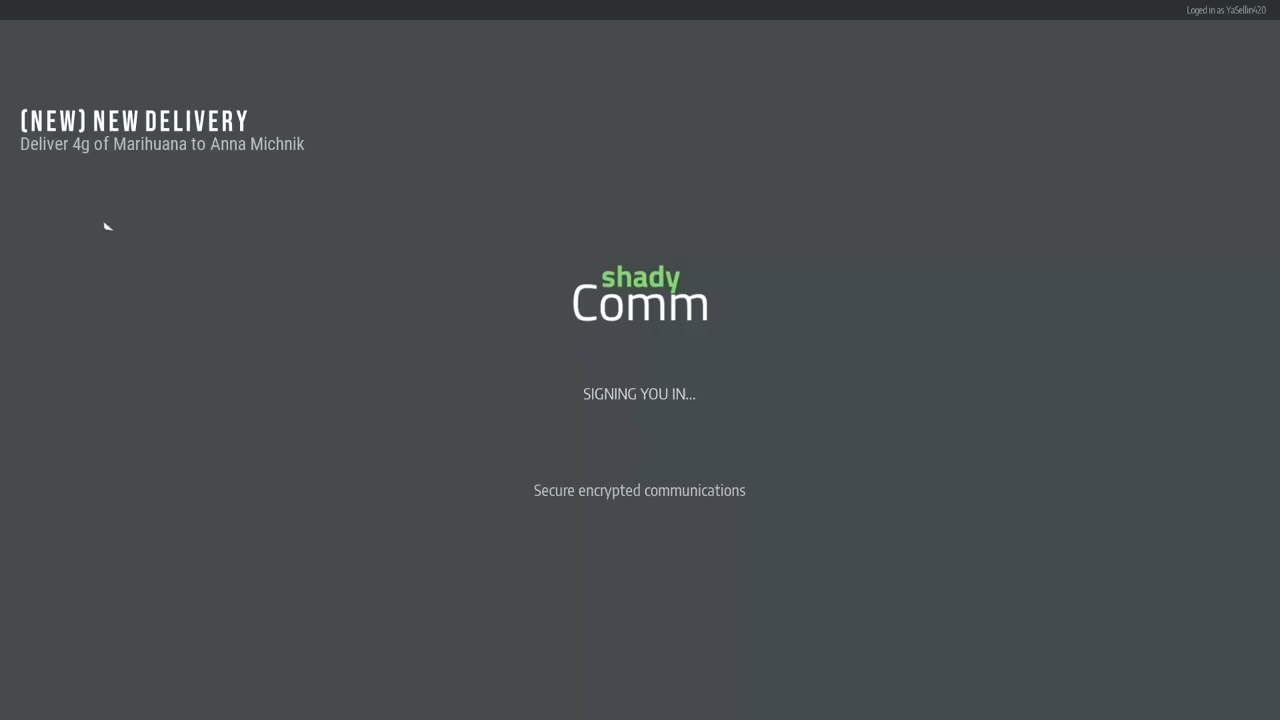 Loged in as YaSellin420
(NEW) NEW DELIVERY
Deliver 4g of Marihuana to Anna Michnik
shady
Comm
SIGNING YOU IN...
Secure encrypted communications